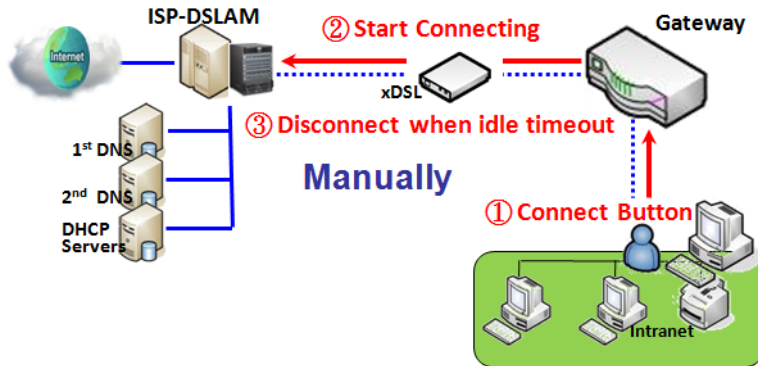 ISP-DSLAM
② Start Connecting
Gateway
Internet
xDSL
③ Disconnect when idle timeout
1st DNS
Manually
2nd DNS
① Connect Button
DHCP
Servers
Intranet